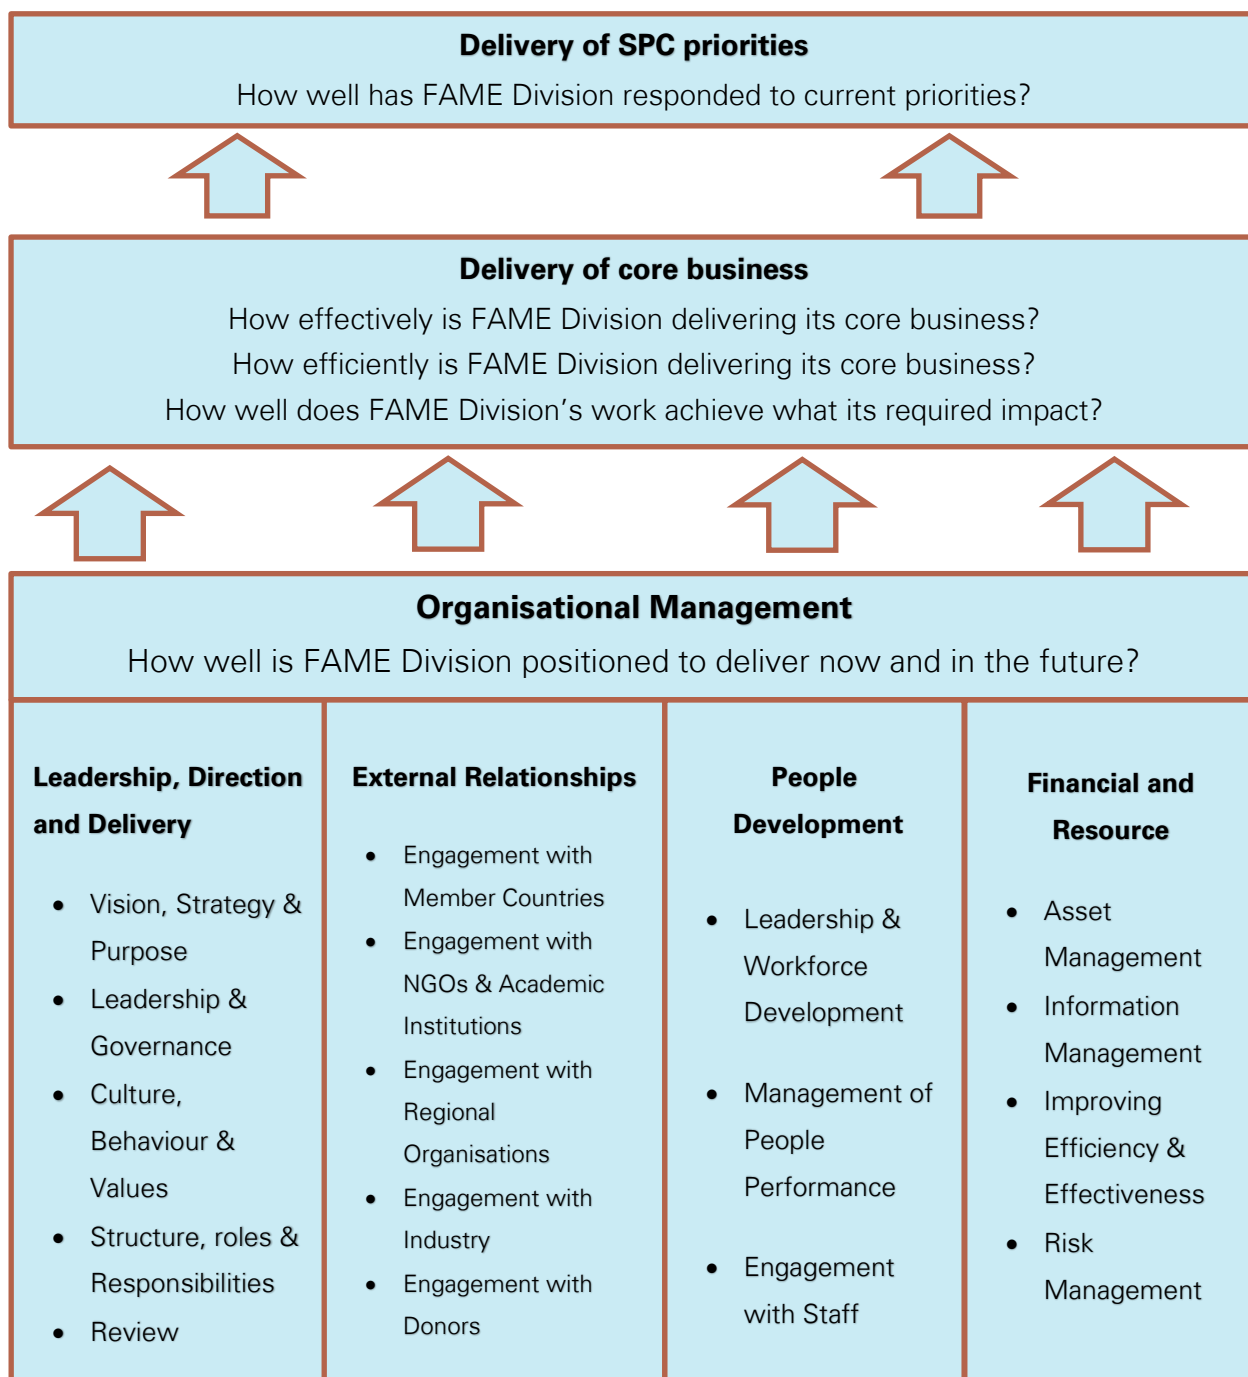 Delivery of SPC priorities
How well has FAME Division responded to current priorities?
Delivery of core business
How effectively is FAME Division delivering its core business?
How efficiently is FAME Division delivering its core business?
How well does FAME Division’s work achieve what its required impact?
Organisational Management
How well is FAME Division positioned to deliver now and in the future?
Leadership, Direction
and Delivery
• Vision, Strategy &
Purpose
• Leadership &
Governance
• Culture,
Behaviour &
Values
• Structure, roles &
Responsibilities
• Review
External Relationships
• Engagement with
Member Countries
• Engagement with
NGOs & Academic
Institutions
• Engagement with
Regional
Organisations
• Engagement with
Industry
• Engagement with
Donors
People
Development
• Leadership &
Workforce
Development
• Management of
People
Performance
• Engagement
with Staff
Financial and
Resource
• Asset
Management
• Information
Management
• Improving
Efficiency &
Effectiveness
• Risk
Management